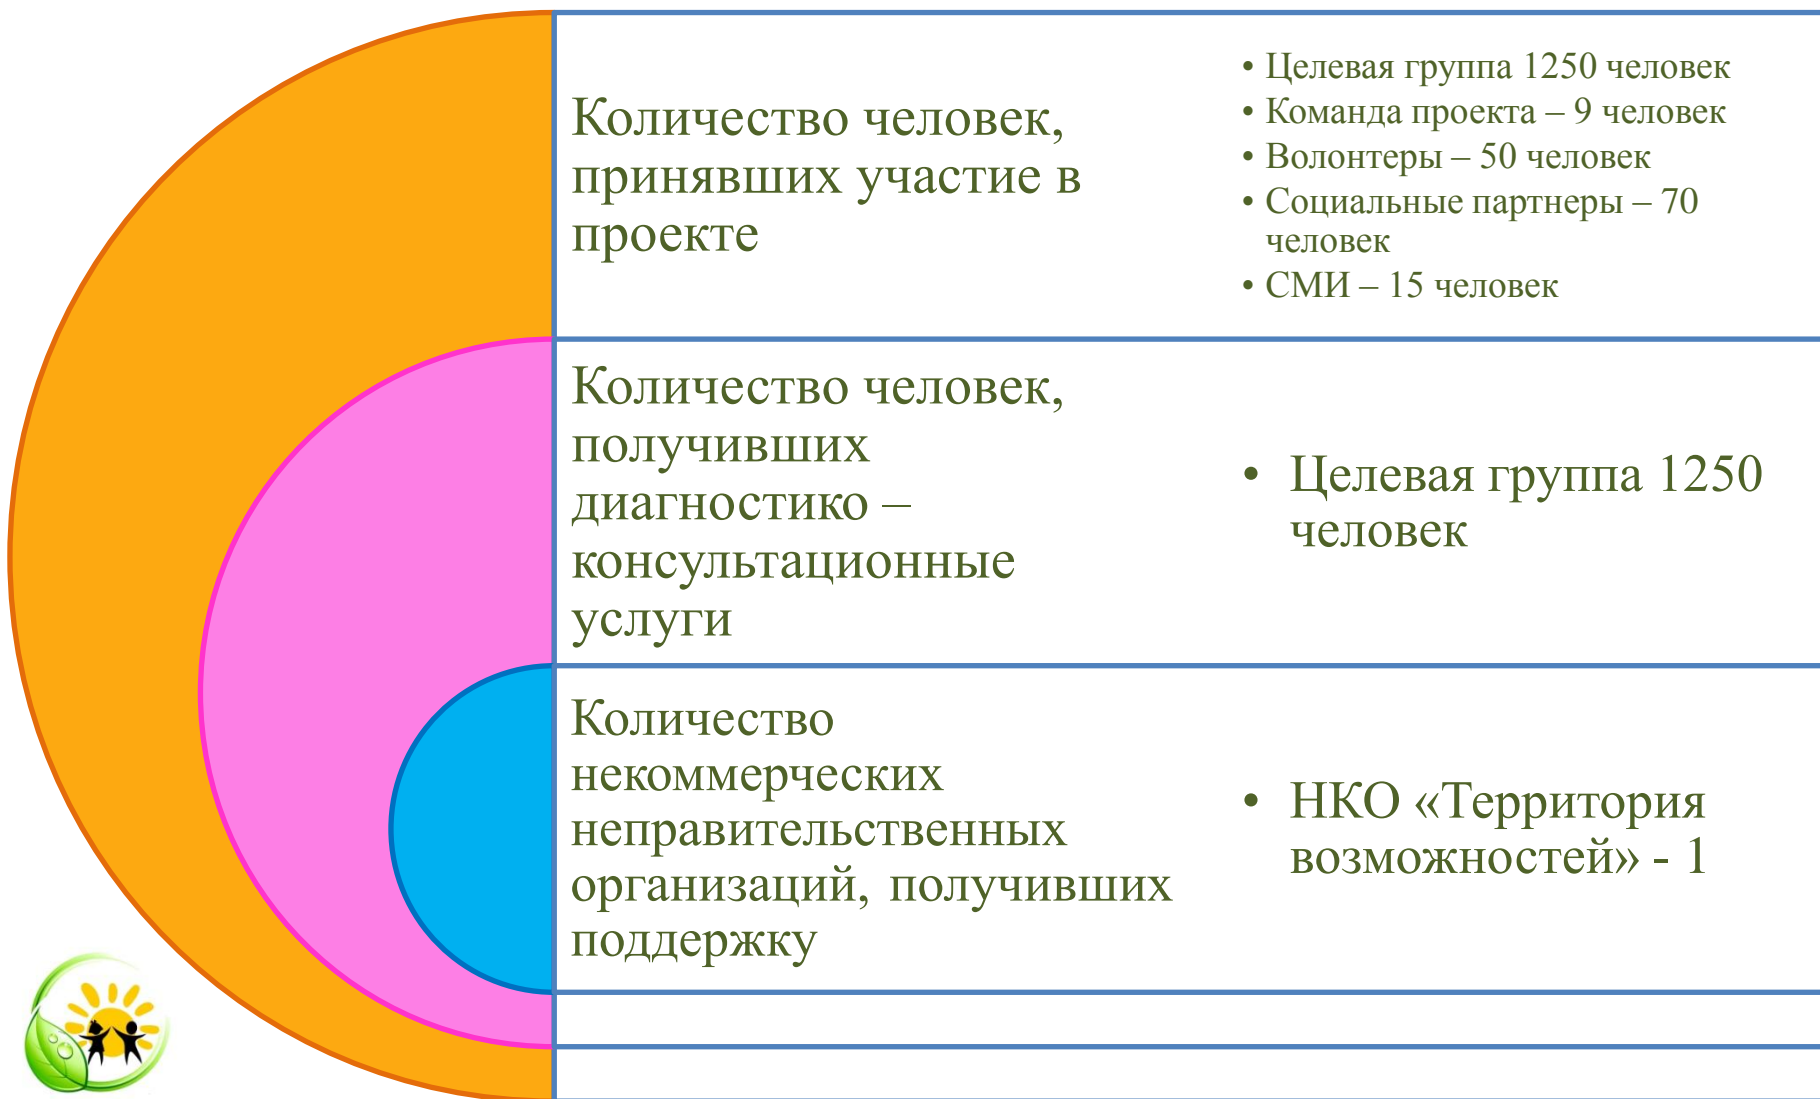 Количество человек,
принявших участие в
проекте
• Целевая группа 1250 человек
• Команда проекта – 9 человек
• Волонтеры – 50 человек
• Социальные партнеры – 70
человек
• СМИ – 15 человек
Количество человек,
получивших
диагностико –
консультационные
услуги
• Целевая группа 1250
человек
Количество
некоммерческих
неправительственных
организаций, получивших
поддержку
• НКО «Территория
возможностей» - 1